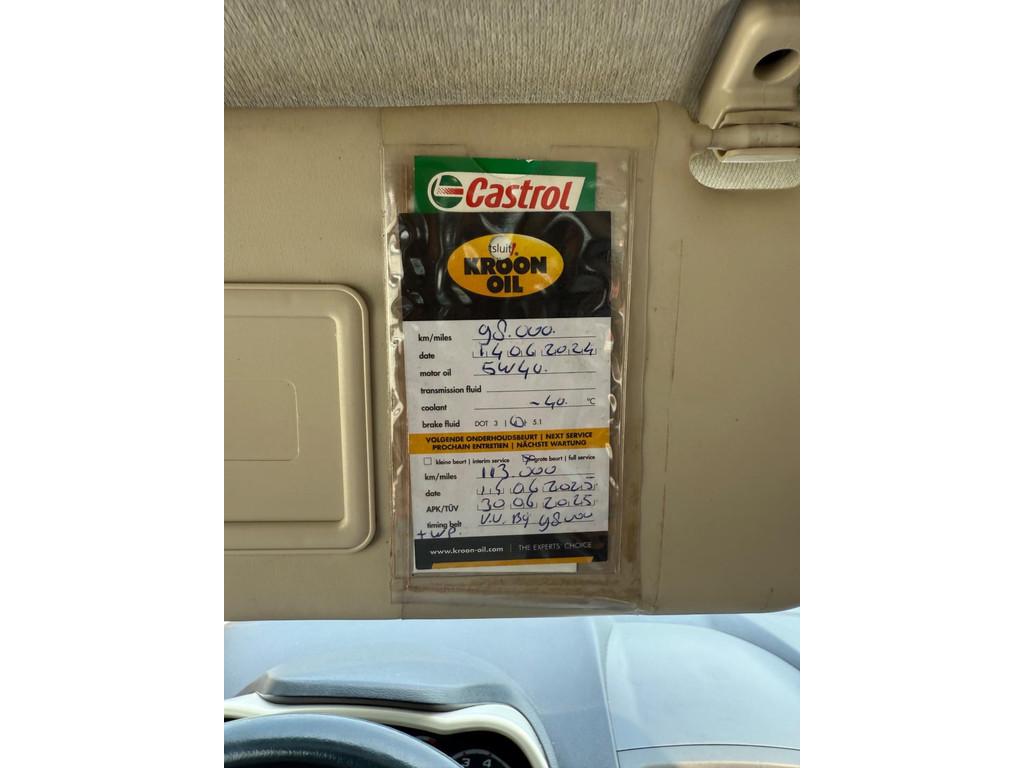 Castrol
tsluit!
KROON
OIL
km/miles 98.000.
date 14 06 2024
motor oil 5W40.
transmission fluid
coolant -40. °C
brake fluid DOT 3 | 4 | 5.1
VOLGENDE ONDERHOUDSBEURT | NEXT SERVICE
PROCHAIN ENTRETIEN | NÄCHSTE WARTUNG
kleine beurt | interim service grote beurt | full service
km/miles 113.000
date 14 06 2025
APK/TÜV 30 06 2025
timing belt V.V. By 98000
+ WP.
www.kroon-oil.com | THE EXPERTS' CHOICE
3 4